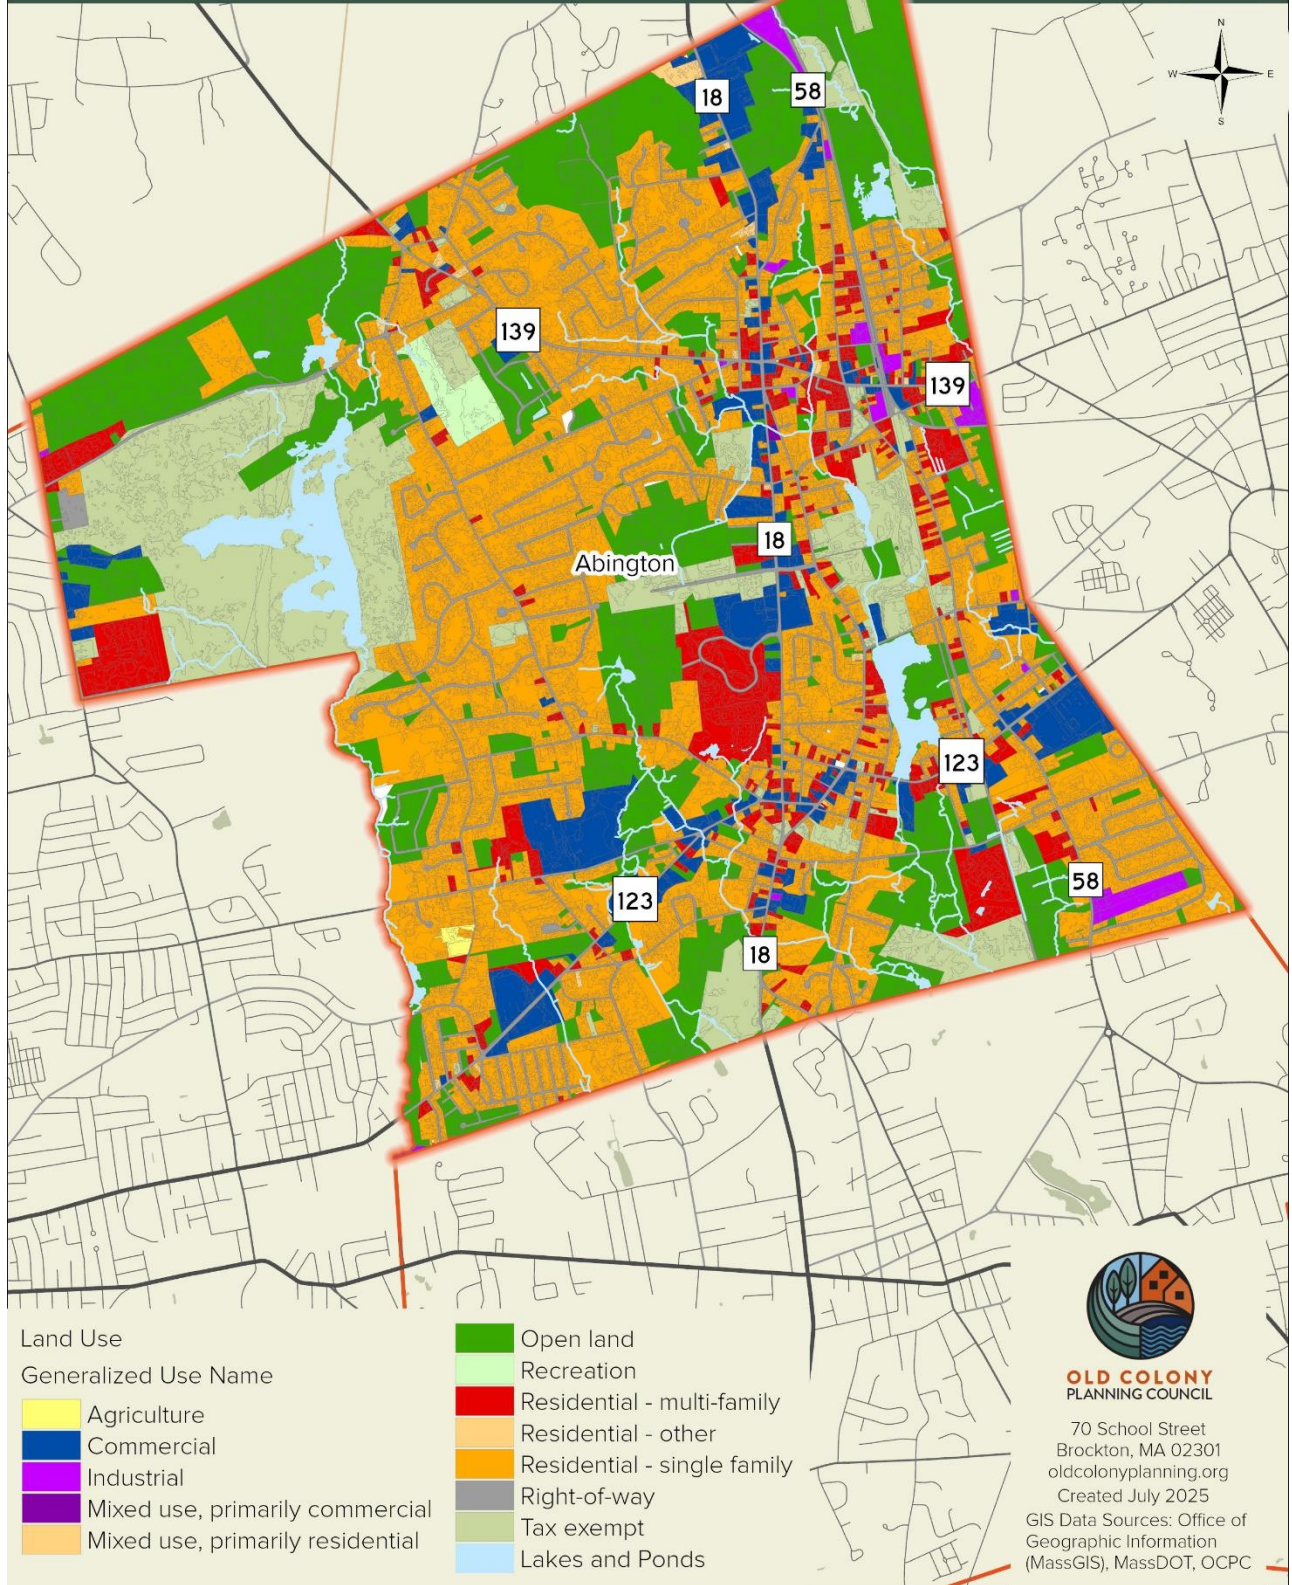 N
W E
S
18
58
139
139
18
Abington
123
58
123
18
Land Use
Generalized Use Name
Agriculture
Commercial
Industrial
Mixed use, primarily commercial
Mixed use, primarily residential
Open land
Recreation
Residential - multi-family
Residential - other
Residential - single family
Right-of-way
Tax exempt
Lakes and Ponds
OLD COLONY
PLANNING COUNCIL
70 School Street
Brockton, MA 02301
oldcolonyplanning.org
Created July 2025
GIS Data Sources: Office of
Geographic Information
(MassGIS), MassDOT, OCPC